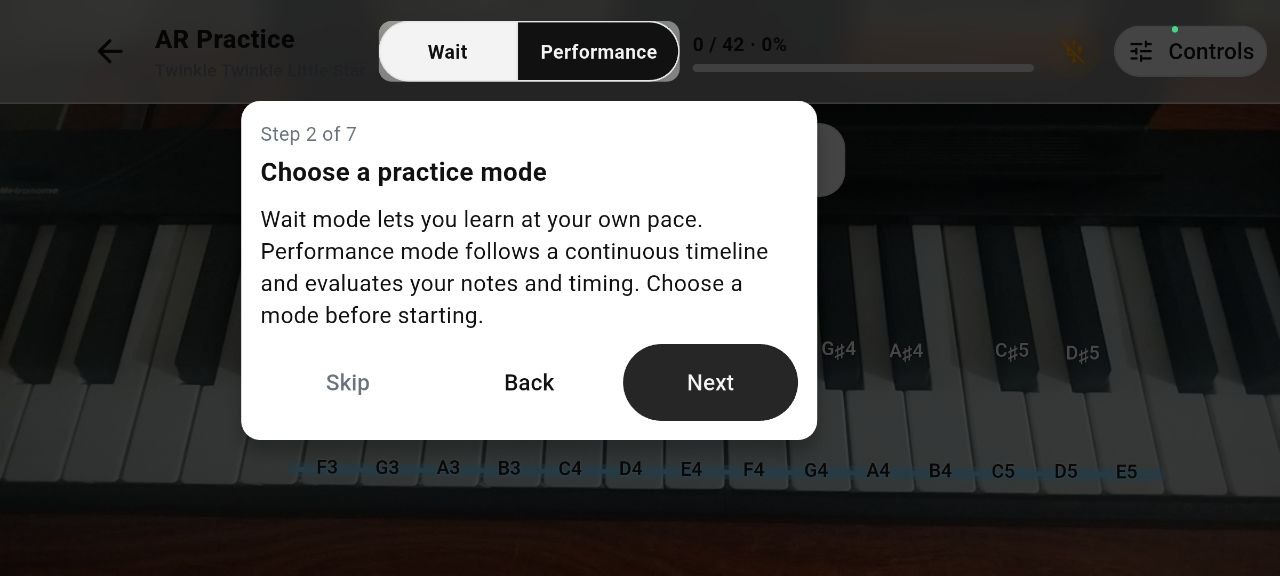 AR Practice
Twinkle Twinkle Little Star
Wait
Performance
0 / 42 · 0%
Controls
Step 2 of 7
Choose a practice mode
Wait mode lets you learn at your own pace.
Performance mode follows a continuous timeline
and evaluates your notes and timing. Choose a
mode before starting.
Skip
Back
Next
Metronome
G♯4
A♯4
C♯5
D♯5
F3
G3
A3
B3
C4
D4
E4
F4
G4
A4
B4
C5
D5
E5